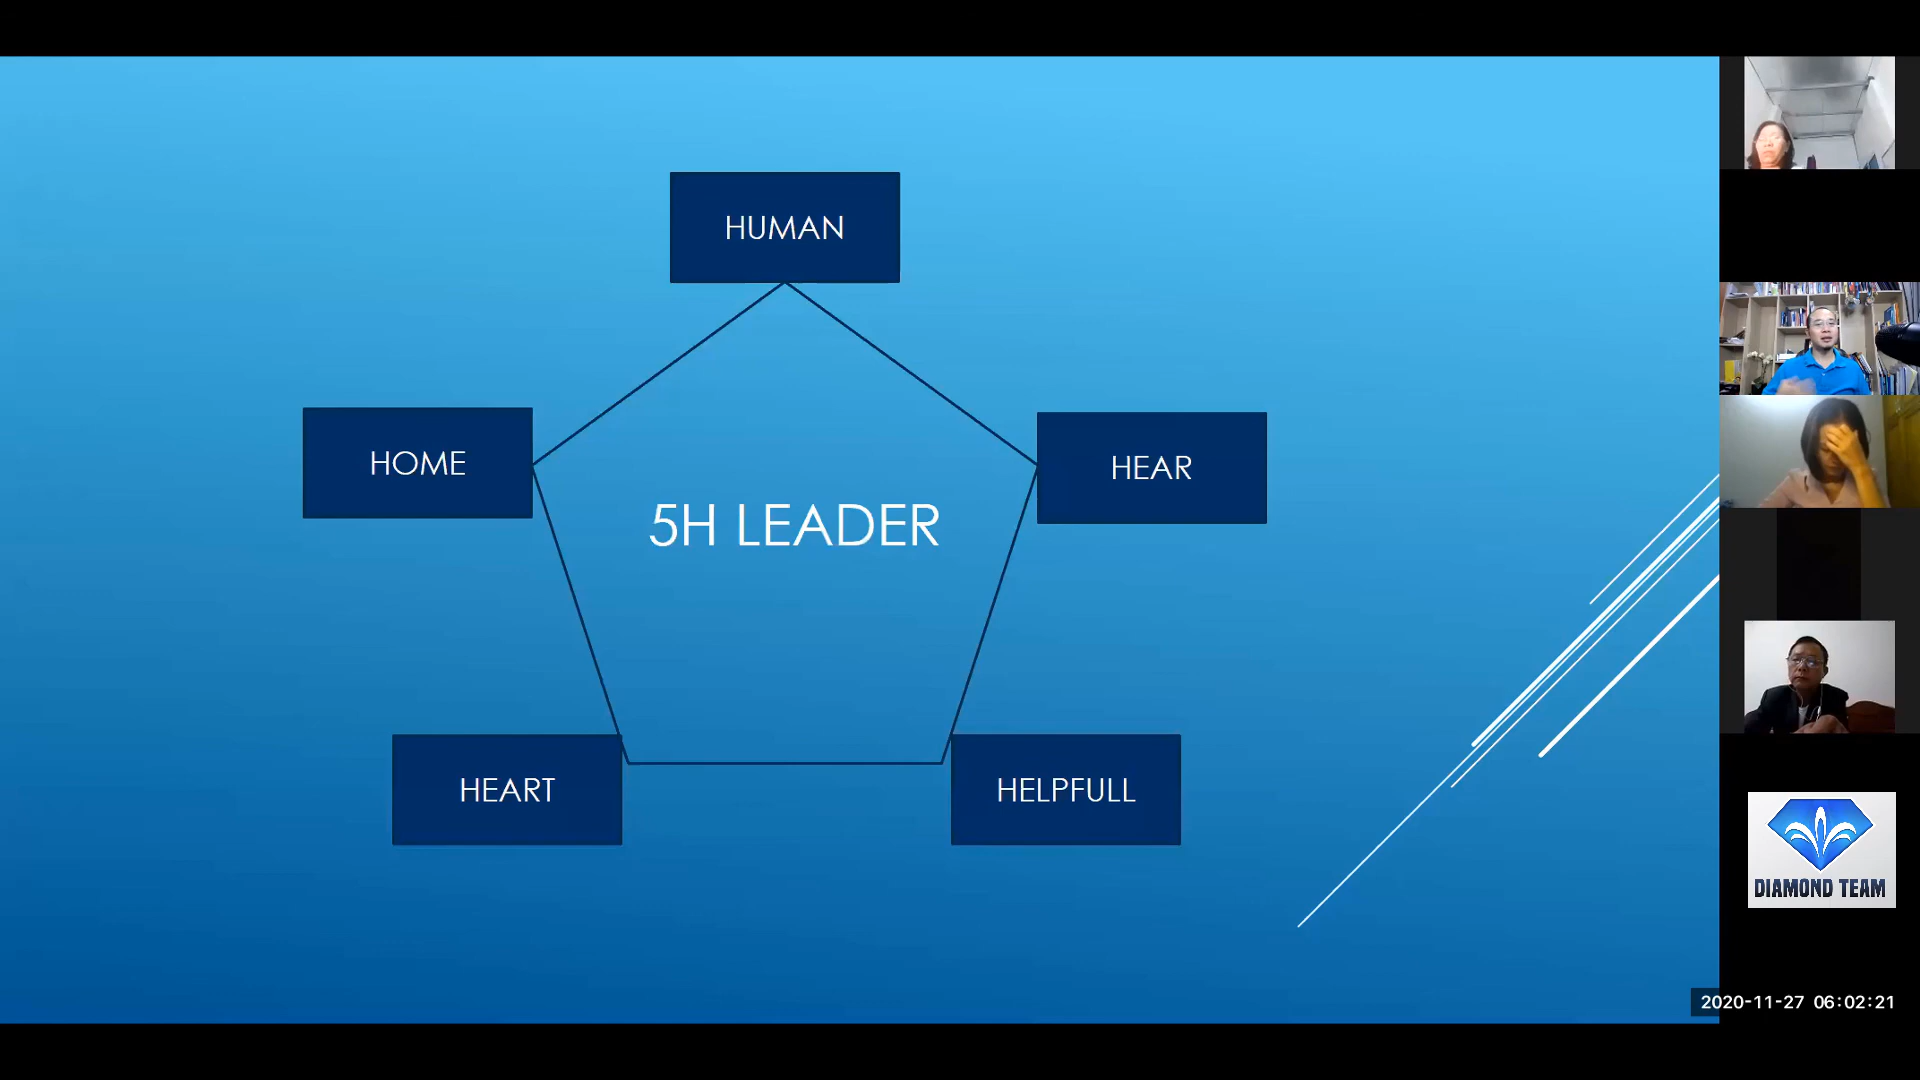 HUMAN
HOME
HEAR
5H LEADER
HEART
HELPFULL
DIAMOND TEAM
2020-11-27 06:02:21